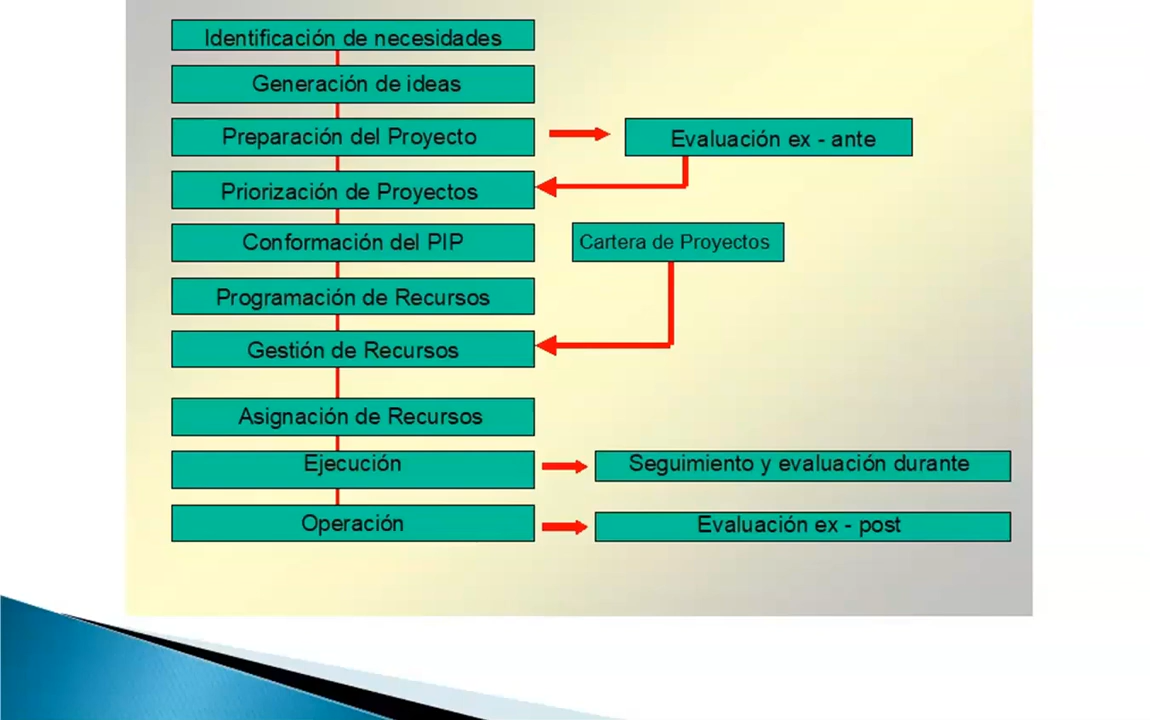 Identificación de necesidades
Generación de ideas
Preparación del Proyecto
Evaluación ex - ante
Priorización de Proyectos
Conformación del PIP
Cartera de Proyectos
Programación de Recursos
Gestión de Recursos
Asignación de Recursos
Ejecución
Seguimiento y evaluación durante
Operación
Evaluación ex - post